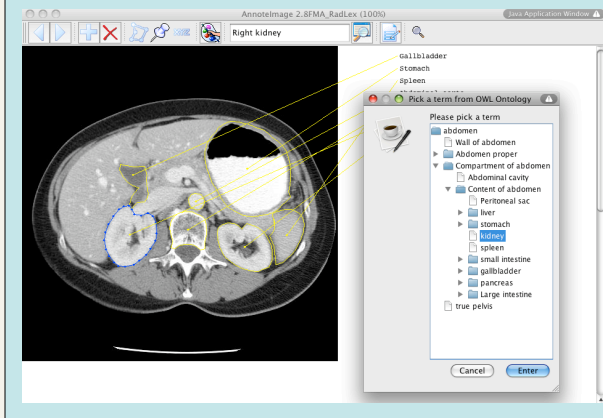 AnnoteImage 2.8FMA_RadLex (100%)
Java Application Window
Right kidney
Gallbladder
Stomach
Spleen
Pick a term from OWL Ontology
Please pick a term
abdomen
Wall of abdomen
Abdomen proper
Compartment of abdomen
Abdominal cavity
Content of abdomen
Peritoneal sac
liver
stomach
kidney
spleen
small intestine
gallbladder
pancreas
Large intestine
true pelvis
Cancel
Enter